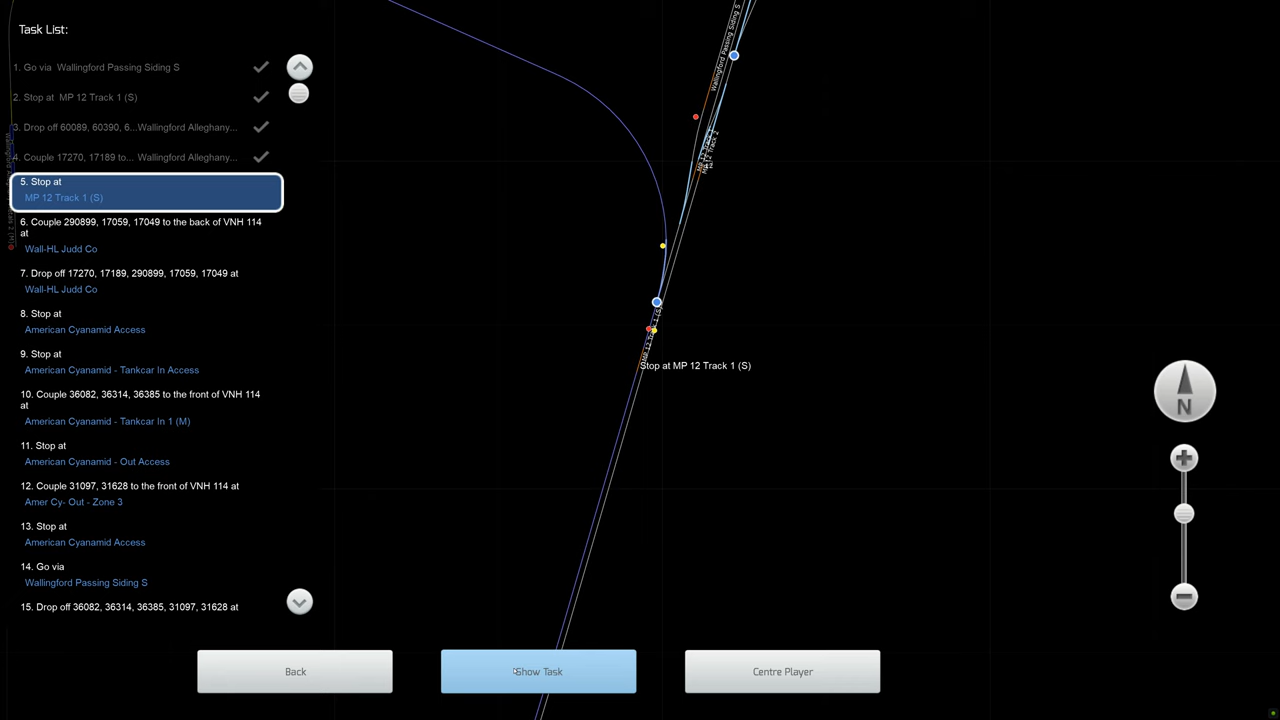 Task List:
1. Go via Wallingford Passing Siding S
2. Stop at MP 12 Track 1 (S)
3. Drop off 60089, 60390, 6...Wallingford Alleghany...
4. Couple 17270, 17189 to... Wallingford Alleghany...
5. Stop at
MP 12 Track 1 (S)
6. Couple 290899, 17059, 17049 to the back of VNH 114
at
Wall-HL Judd Co
7. Drop off 17270, 17189, 290899, 17059, 17049 at
Wall-HL Judd Co
8. Stop at
American Cyanamid Access
9. Stop at
American Cyanamid - Tankcar In Access
10. Couple 36082, 36314, 36385 to the front of VNH 114
at
American Cyanamid - Tankcar In 1 (M)
11. Stop at
American Cyanamid - Out Access
12. Couple 31097, 31628 to the front of VNH 114 at
Amer Cy- Out - Zone 3
13. Stop at
American Cyanamid Access
14. Go via
Wallingford Passing Siding S
15. Drop off 36082, 36314, 36385, 31097, 31628 at
Wallingford Passing Siding S
MP 12 Track 2
MP 12 Track 1 (S)
Stop at MP 12 Track 1 (S)
N
Back
Show Task
Centre Player